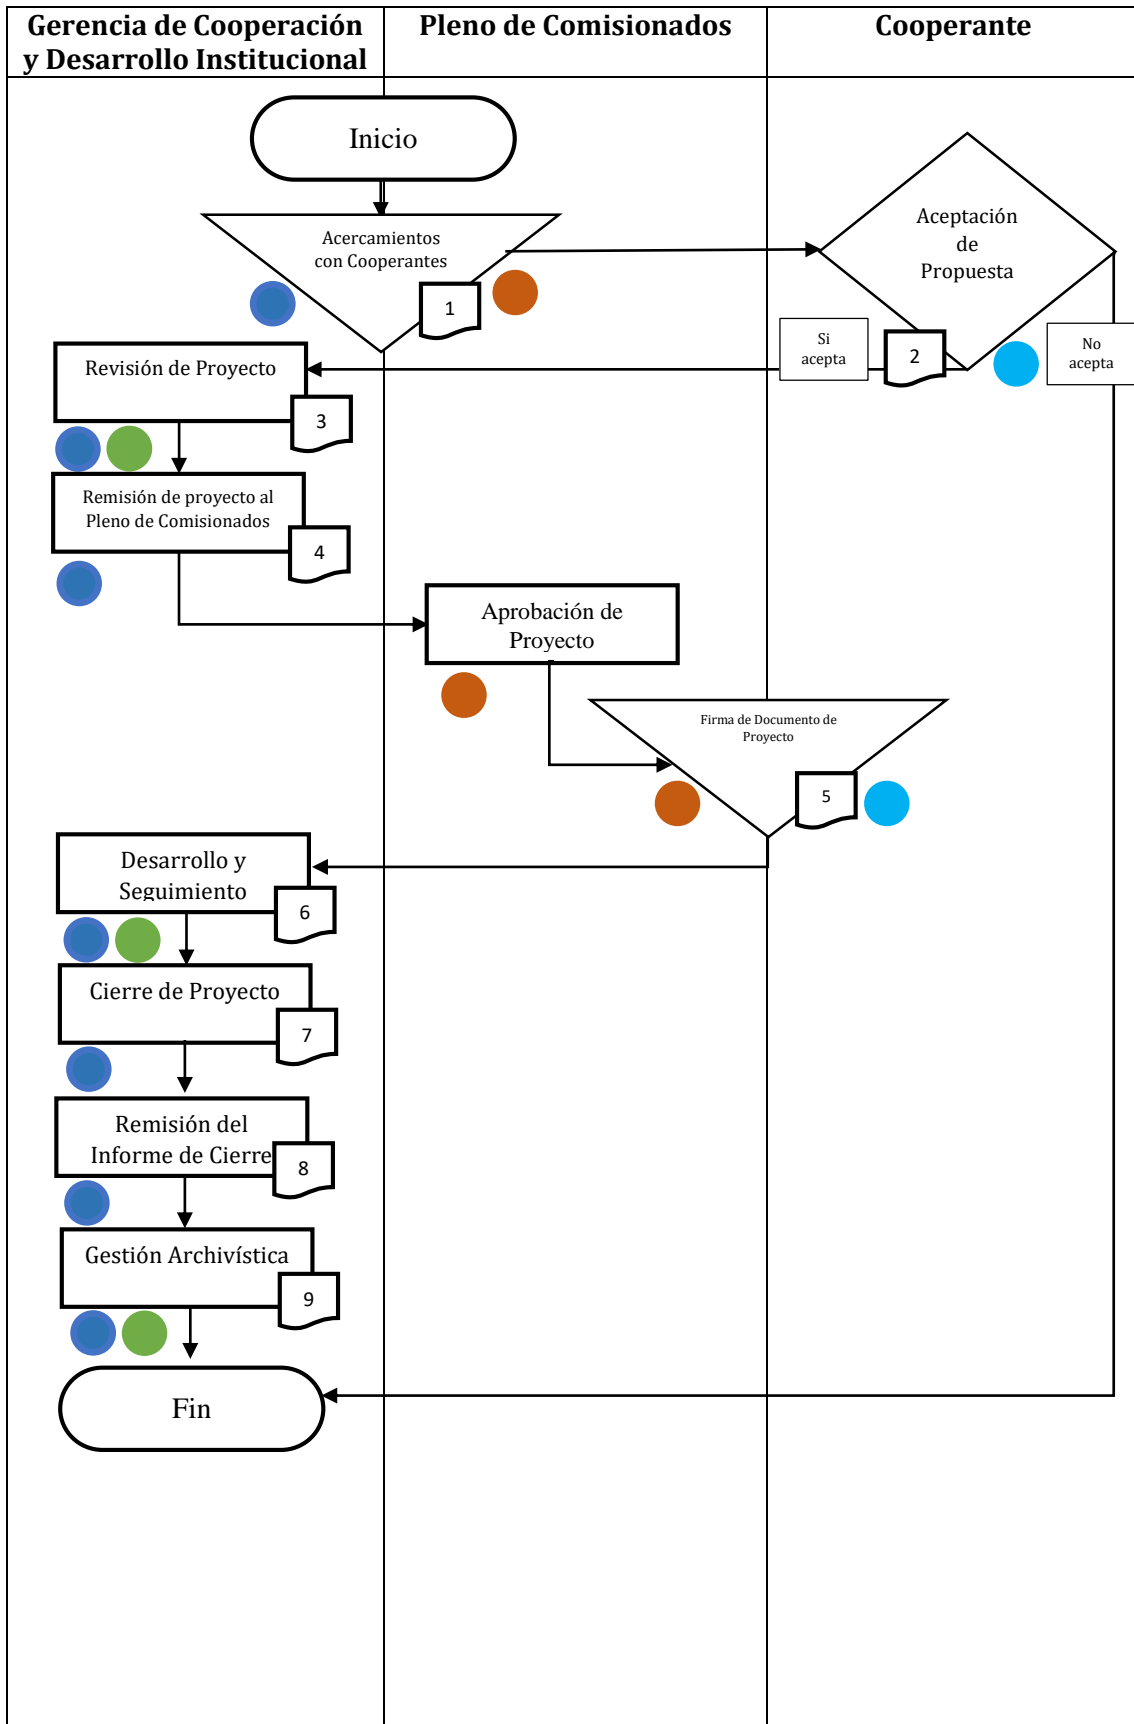 Gerencia de Cooperación
y Desarrollo Institucional
Pleno de Comisionados
Cooperante
Inicio
Acercamientos
con Cooperantes
1
Aceptación
de
Propuesta
Si
acepta
2
No
acepta
Revisión de Proyecto
3
Remisión de proyecto al
Pleno de Comisionados
4
Aprobación de
Proyecto
Firma de Documento de
Proyecto
5
Desarrollo y
Seguimiento
6
Cierre de Proyecto
7
Remisión del
Informe de Cierre
8
Gestión Archivística
9
Fin